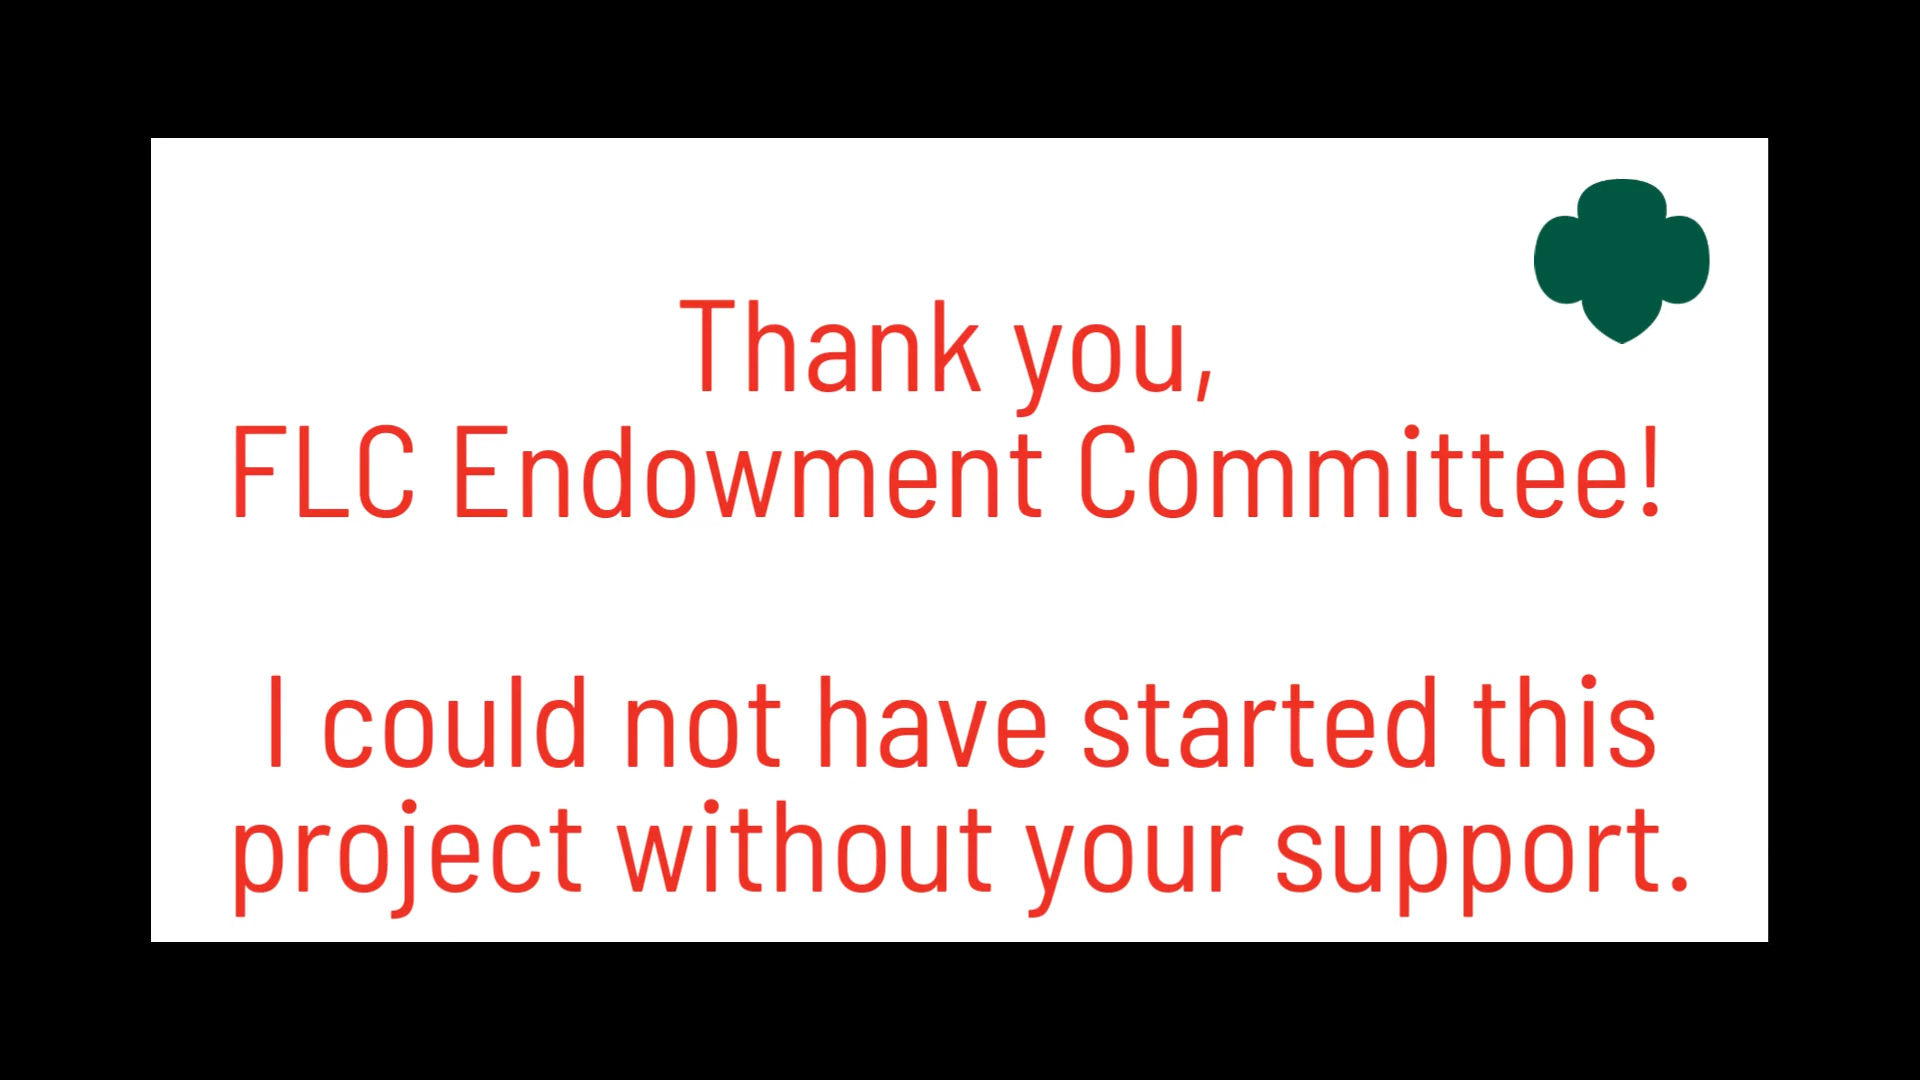 Thank you,
FLC Endowment Committee!
I could not have started this
project without your support.